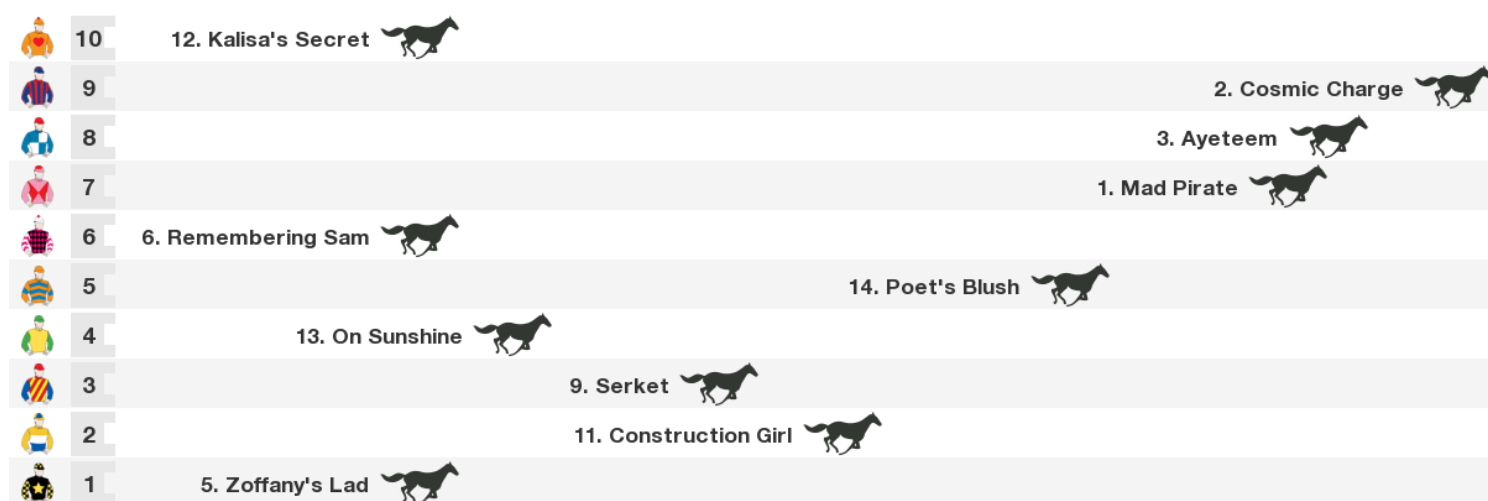 10 12. Kalisa's Secret
9 2. Cosmic Charge
8 3. Ayeteem
7 1. Mad Pirate
6 6. Remembering Sam
5 14. Poet's Blush
4 13. On Sunshine
3 9. Serket
2 11. Construction Girl
1 5. Zoffany's Lad